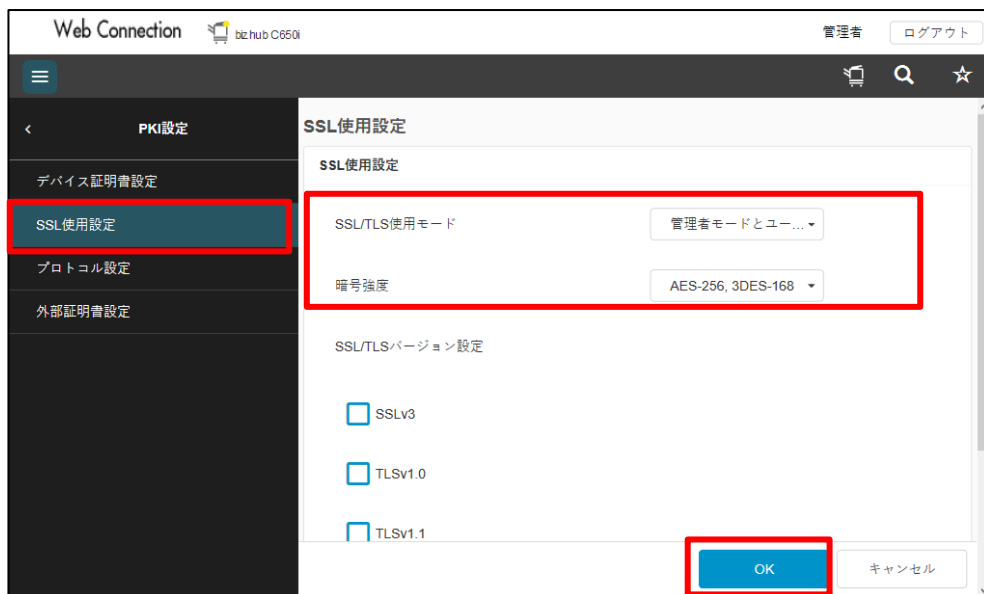 Web Connection bizhub C650i 管理者 ログアウト
PKI設定
デバイス証明書設定
SSL使用設定
プロトコル設定
外部証明書設定
SSL使用設定
SSL使用設定
SSL/TLS使用モード 管理者モードとユー...
暗号強度 AES-256, 3DES-168
SSL/TLSバージョン設定
SSLv3
TLSv1.0
TLSv1.1
OK キャンセル